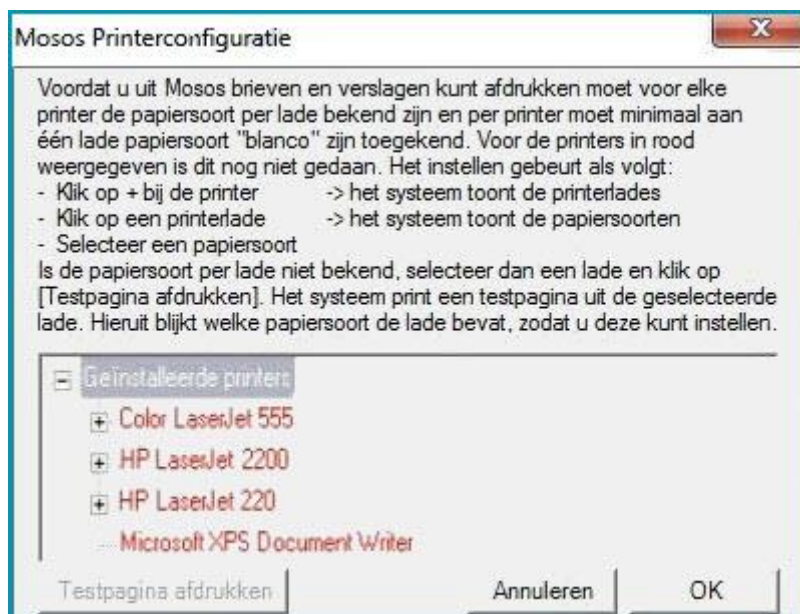 Mosos Printerconfiguratie
Voordat u uit Mosos brieven en verslagen kunt afdrukken moet voor elke
printer de papiersoort per lade bekend zijn en per printer moet minimaal aan
één lade papiersoort "blanco" zijn toegekend. Voor de printers in rood
weergegeven is dit nog niet gedaan. Het instellen gebeurt als volgt:
- Klik op + bij de printer -> het systeem toont de printerlades
- Klik op een printerlade -> het systeem toont de papiersoorten
- Selecteer een papiersoort
Is de papiersoort per lade niet bekend, selecteer dan een lade en klik op
[Testpagina afdrukken]. Het systeem print een testpagina uit de geselecteerde
lade. Hieruit blijkt welke papiersoort de lade bevat, zodat u deze kunt instellen.
Geïnstalleerde printers
Color LaserJet 555
HP LaserJet 2200
HP LaserJet 220
Microsoft XPS Document Writer
Testpagina afdrukken Annuleren OK